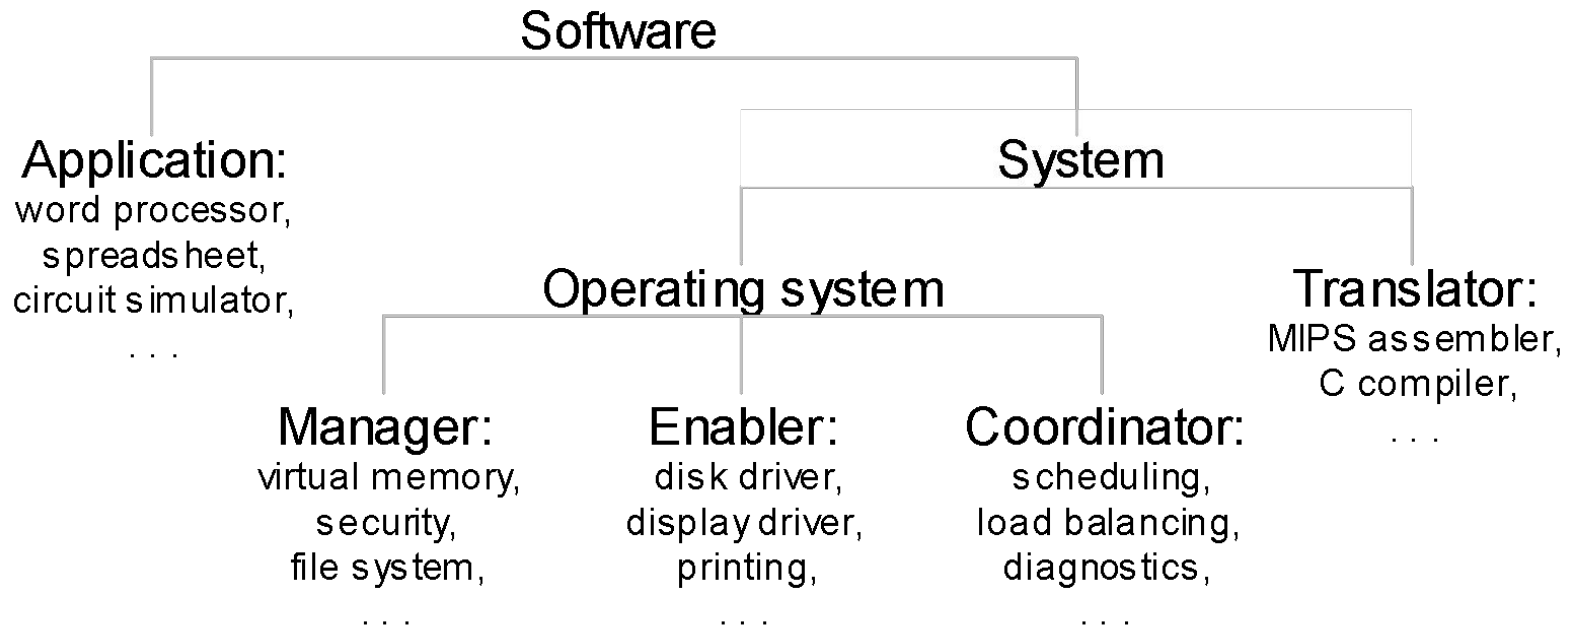 Software
Application:
word processor,
spreadsheet,
circuit simulator,
. . .
System
Operating system
Manager:
virtual memory,
security,
file system,
. . .
Enabler:
disk driver,
display driver,
printing,
. . .
Coordinator:
scheduling,
load balancing,
diagnostics,
. . .
Translator:
MIPS assembler,
C compiler,
. . .